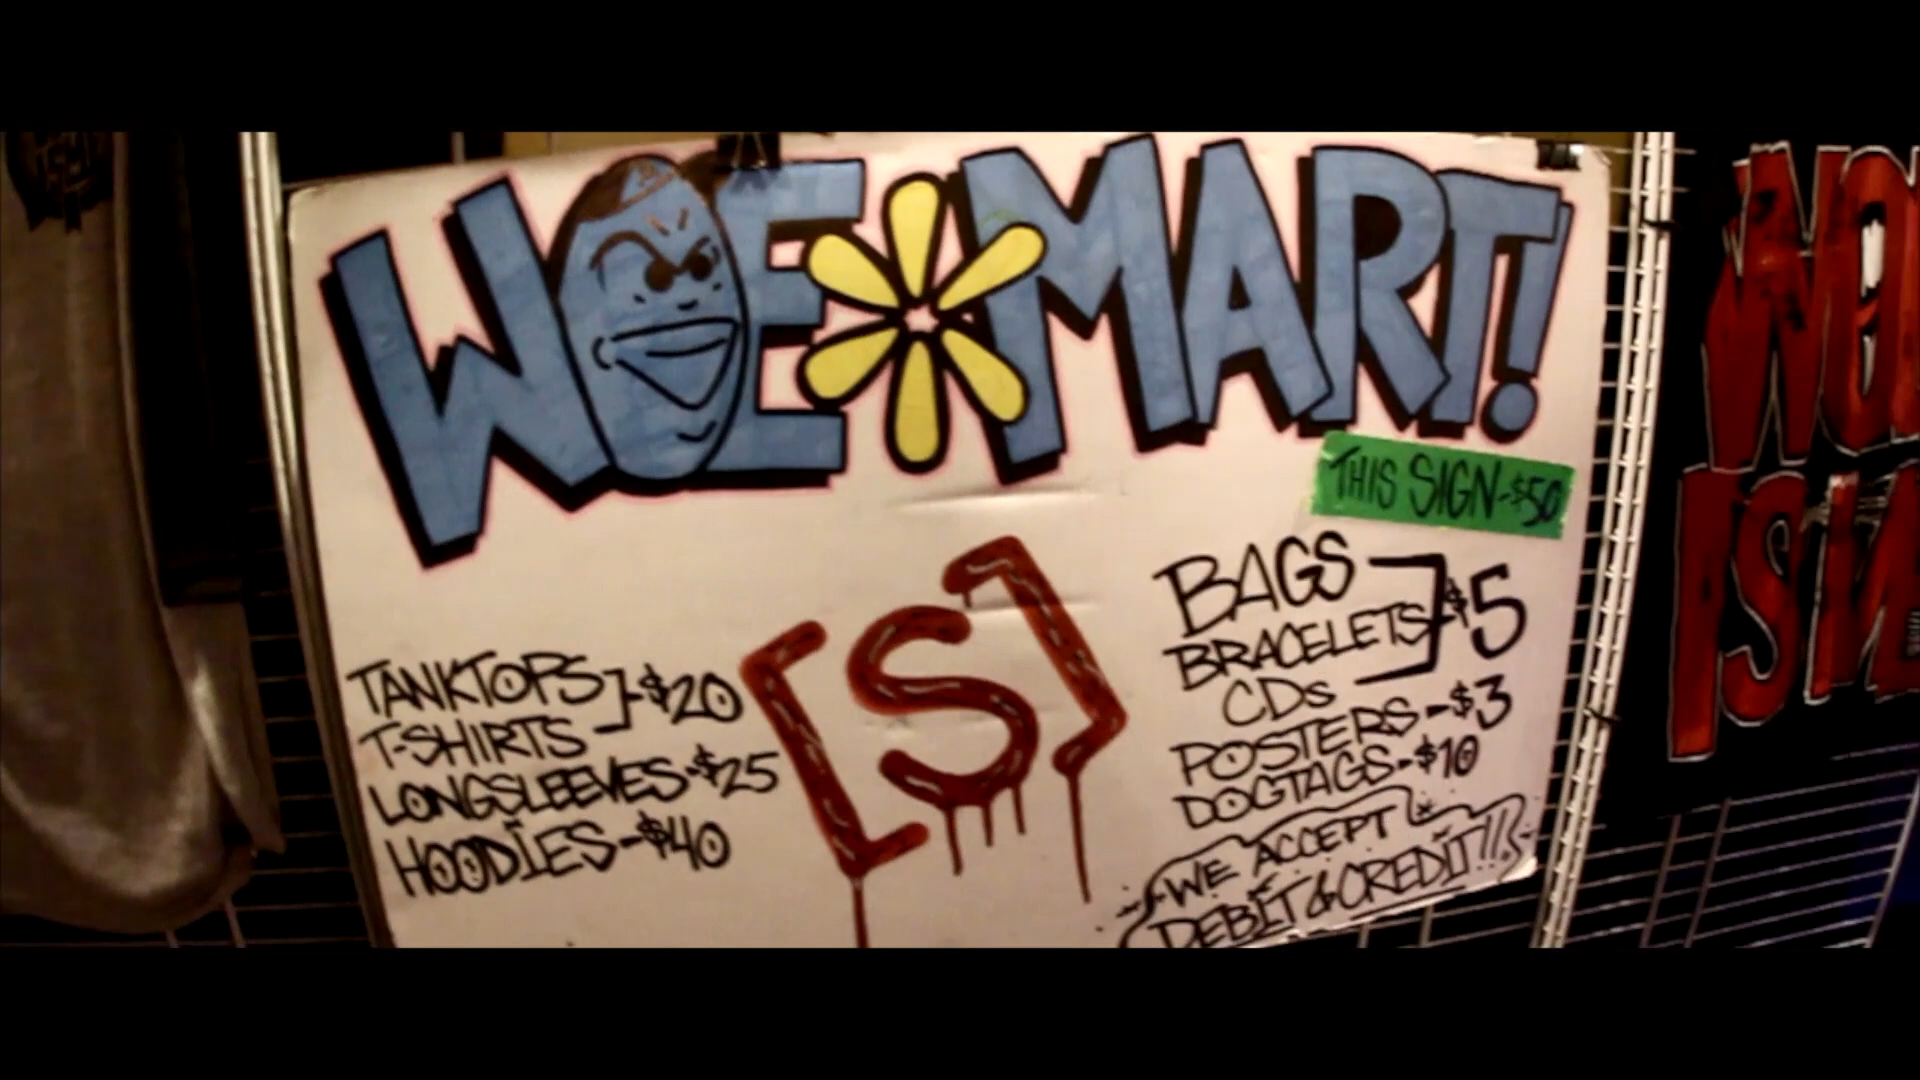 WOE MART!
THIS SIGN-$50
[S]
TANKTOPS
T-SHIRTS }-$20
LONGSLEEVES-$25
HOODIES-$40
BAGS
BRACELETS
CDs ]-$5
POSTERS-$3
DOGTAGS-$10
WE ACCEPT
DEBIT & CREDIT!!
IS